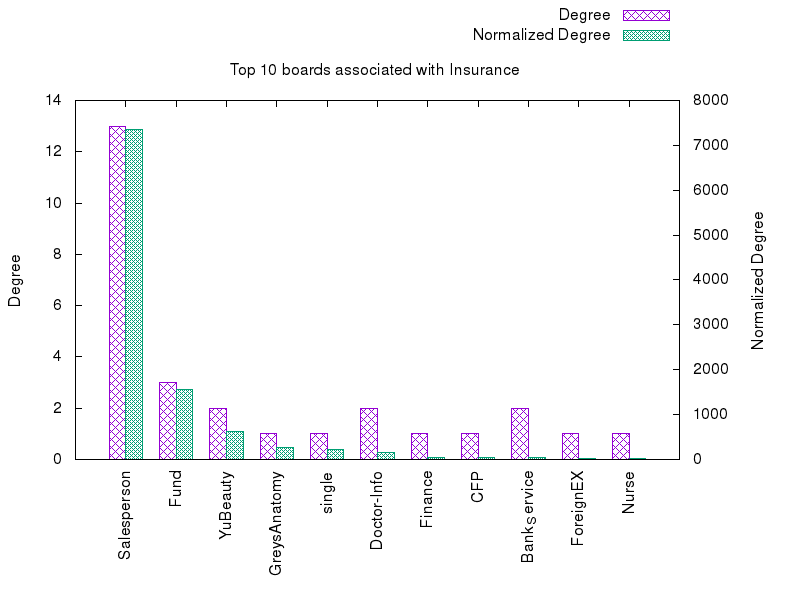 Degree
Normalized Degree
Top 10 boards associated with Insurance
14
12
10
8
6
4
2
0
8000
7000
6000
5000
4000
3000
2000
1000
0
Degree
Normalized Degree
Salesperson
Fund
YuBeauty
GreysAnatomy
single
Doctor-Info
Finance
CFP
BankService
ForeignEX
Nurse